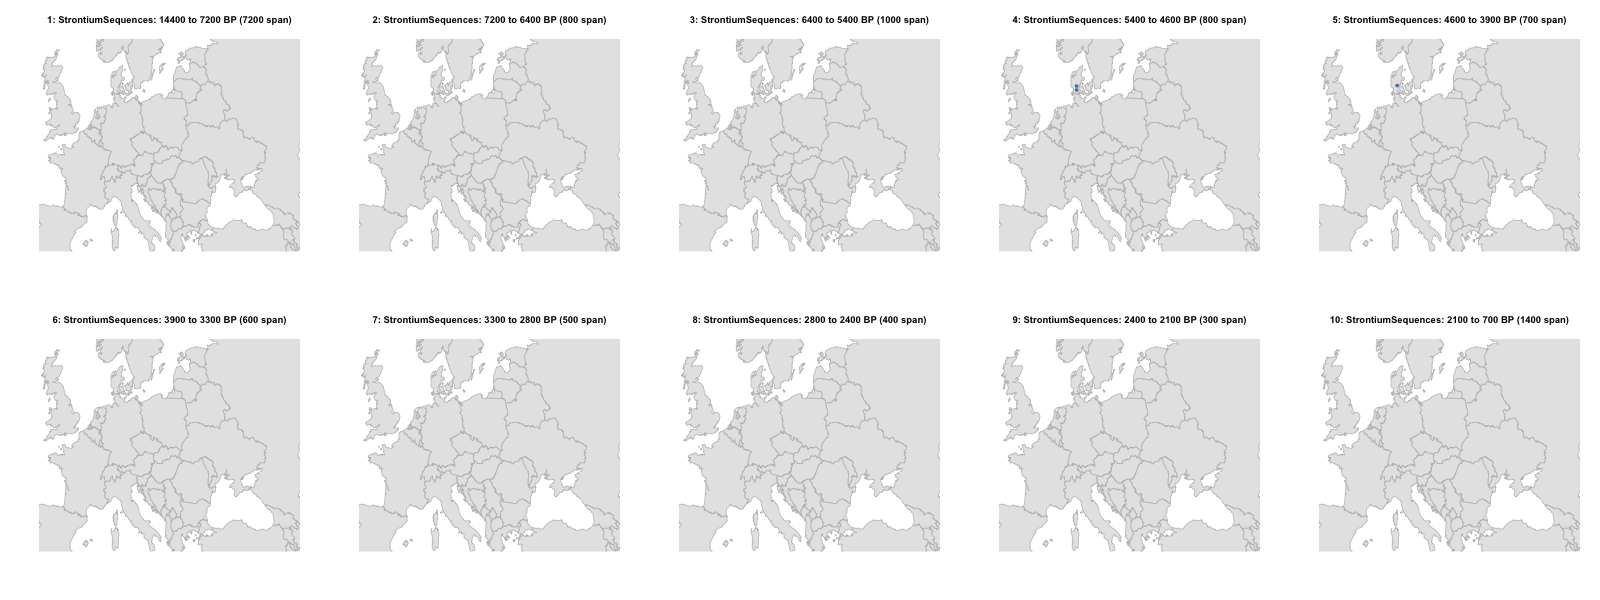 1: StrontiumSequences: 14400 to 7200 BP (7200 span)
2: StrontiumSequences: 7200 to 6400 BP (800 span)
3: StrontiumSequences: 6400 to 5400 BP (1000 span)
4: StrontiumSequences: 5400 to 4600 BP (800 span)
5: StrontiumSequences: 4600 to 3900 BP (700 span)
6: StrontiumSequences: 3900 to 3300 BP (600 span)
7: StrontiumSequences: 3300 to 2800 BP (500 span)
8: StrontiumSequences: 2800 to 2400 BP (400 span)
9: StrontiumSequences: 2400 to 2100 BP (300 span)
10: StrontiumSequences: 2100 to 700 BP (1400 span)